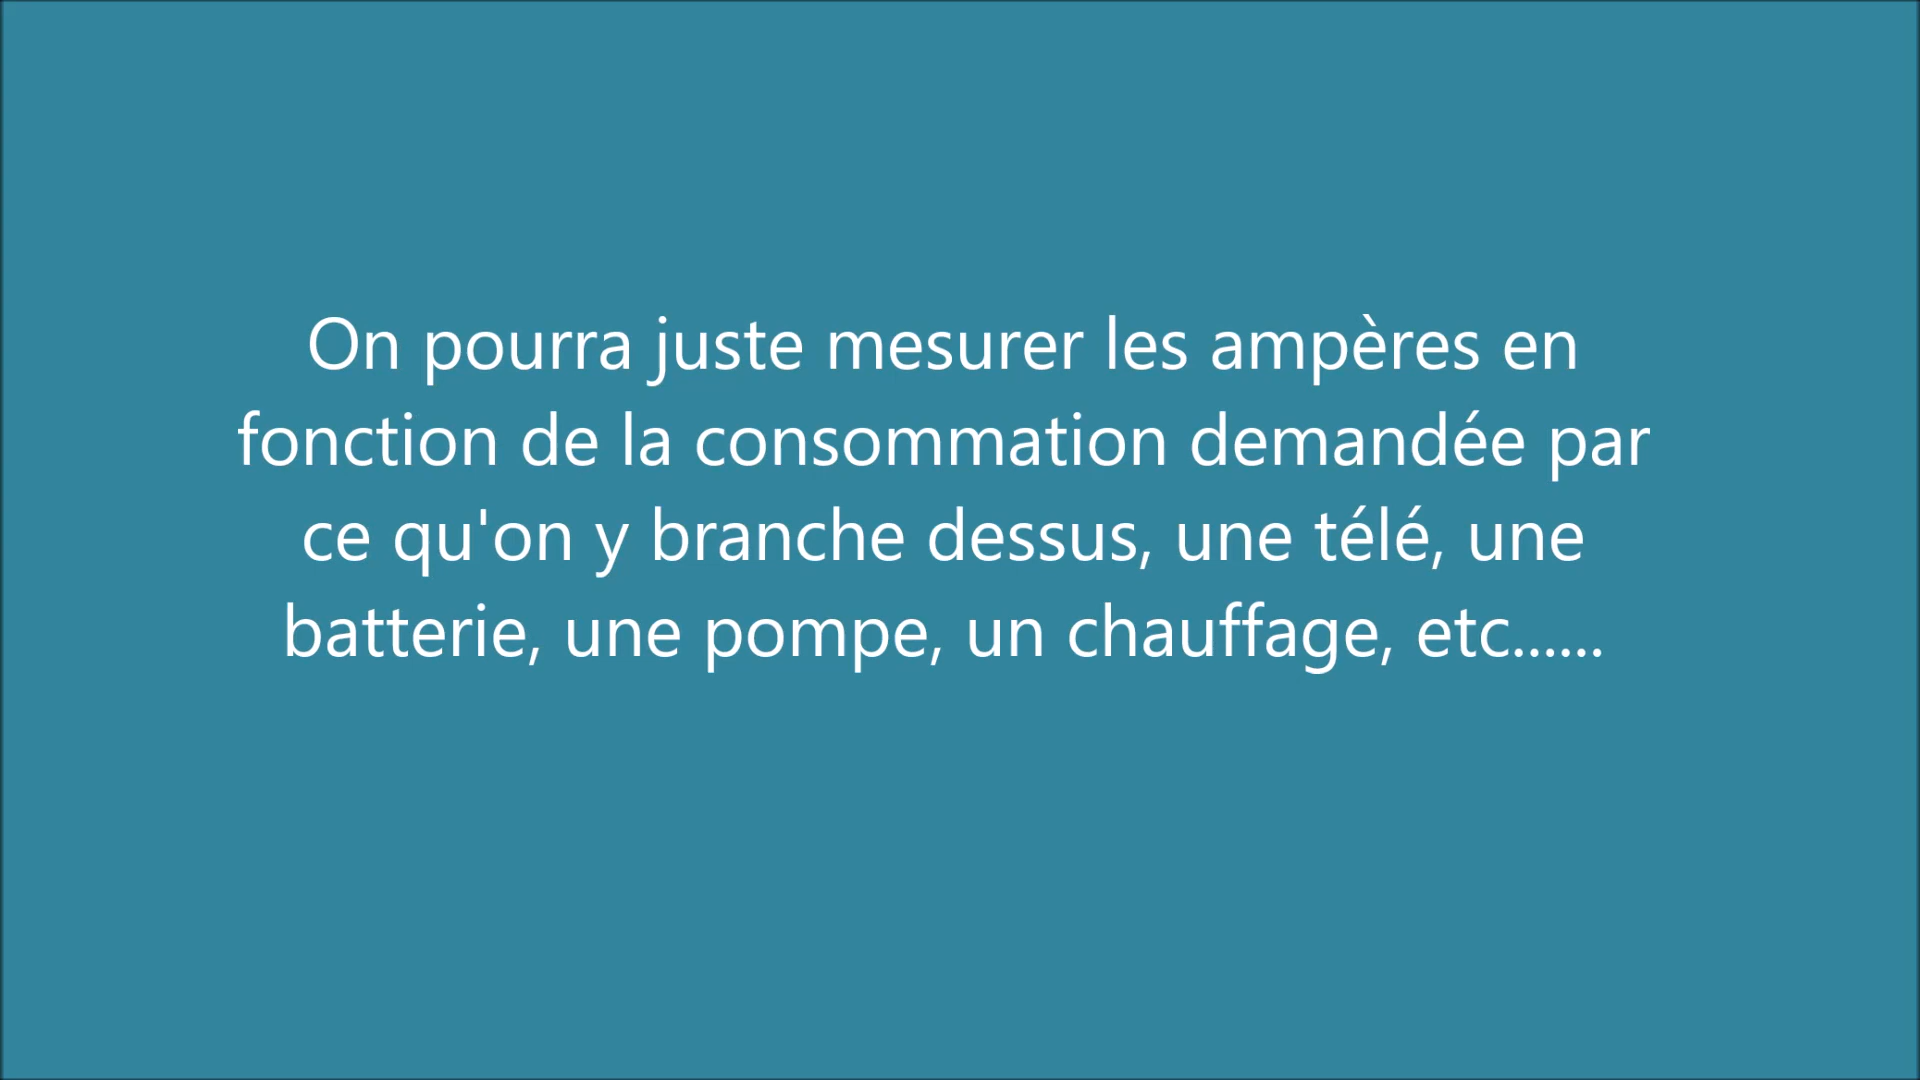 On pourra juste mesurer les ampères en
fonction de la consommation demandée par
ce qu'on y branche dessus, une télé, une
batterie, une pompe, un chauffage, etc......